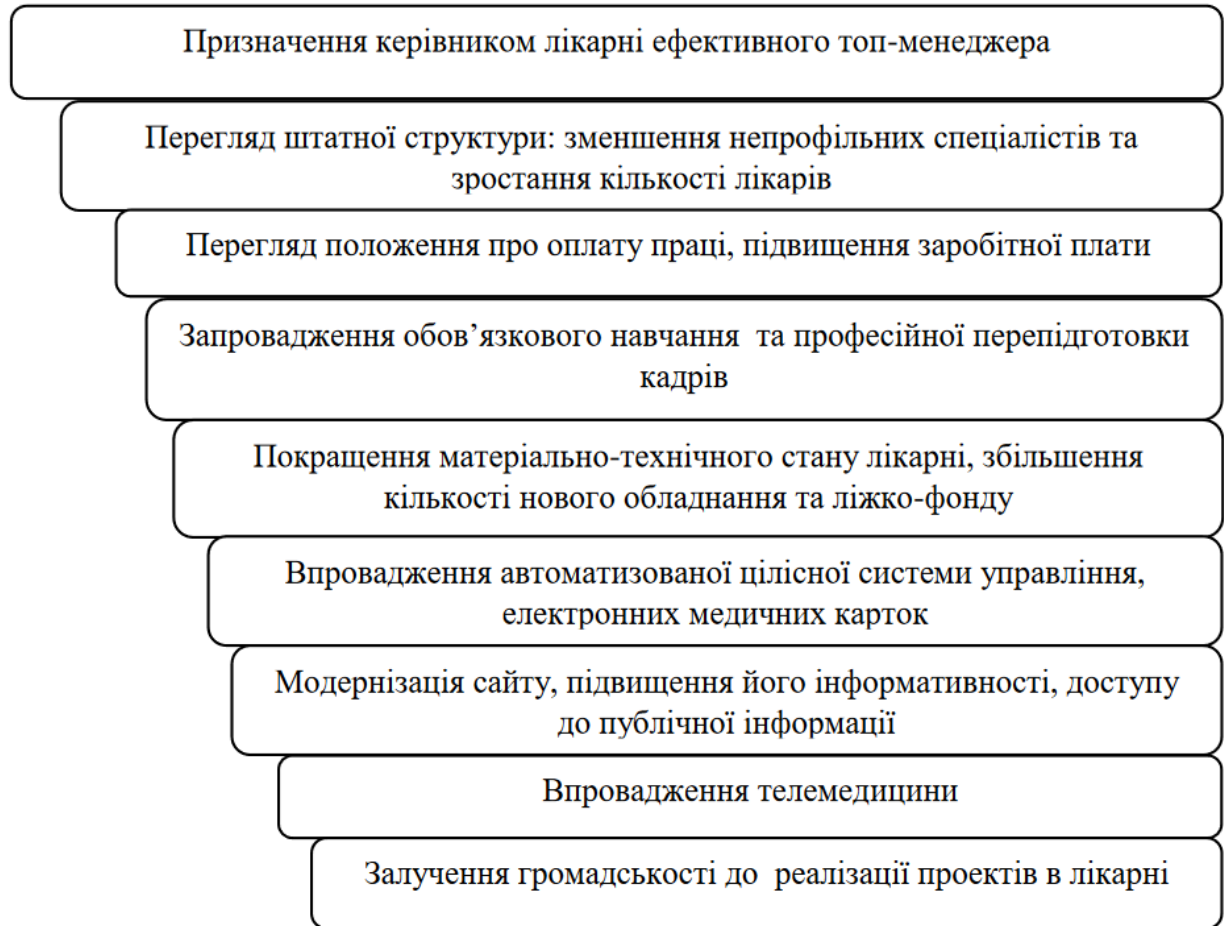 Призначення керівником лікарні ефективного топ-менеджера
Перегляд штатної структури: зменшення непрофільних спеціалістів та
зростання кількості лікарів
Перегляд положення про оплату праці, підвищення заробітної плати
Запровадження обов’язкового навчання  та професійної перепідготовки
кадрів
Покращення матеріально-технічного стану лікарні, збільшення
кількості нового обладнання та ліжко-фонду
Впровадження автоматизованої цілісної системи управління,
електронних медичних карток
Модернізація сайту, підвищення його інформативності, доступу
до публічної інформації
Впровадження телемедицини
Залучення громадськості до  реалізації проектів в лікарні